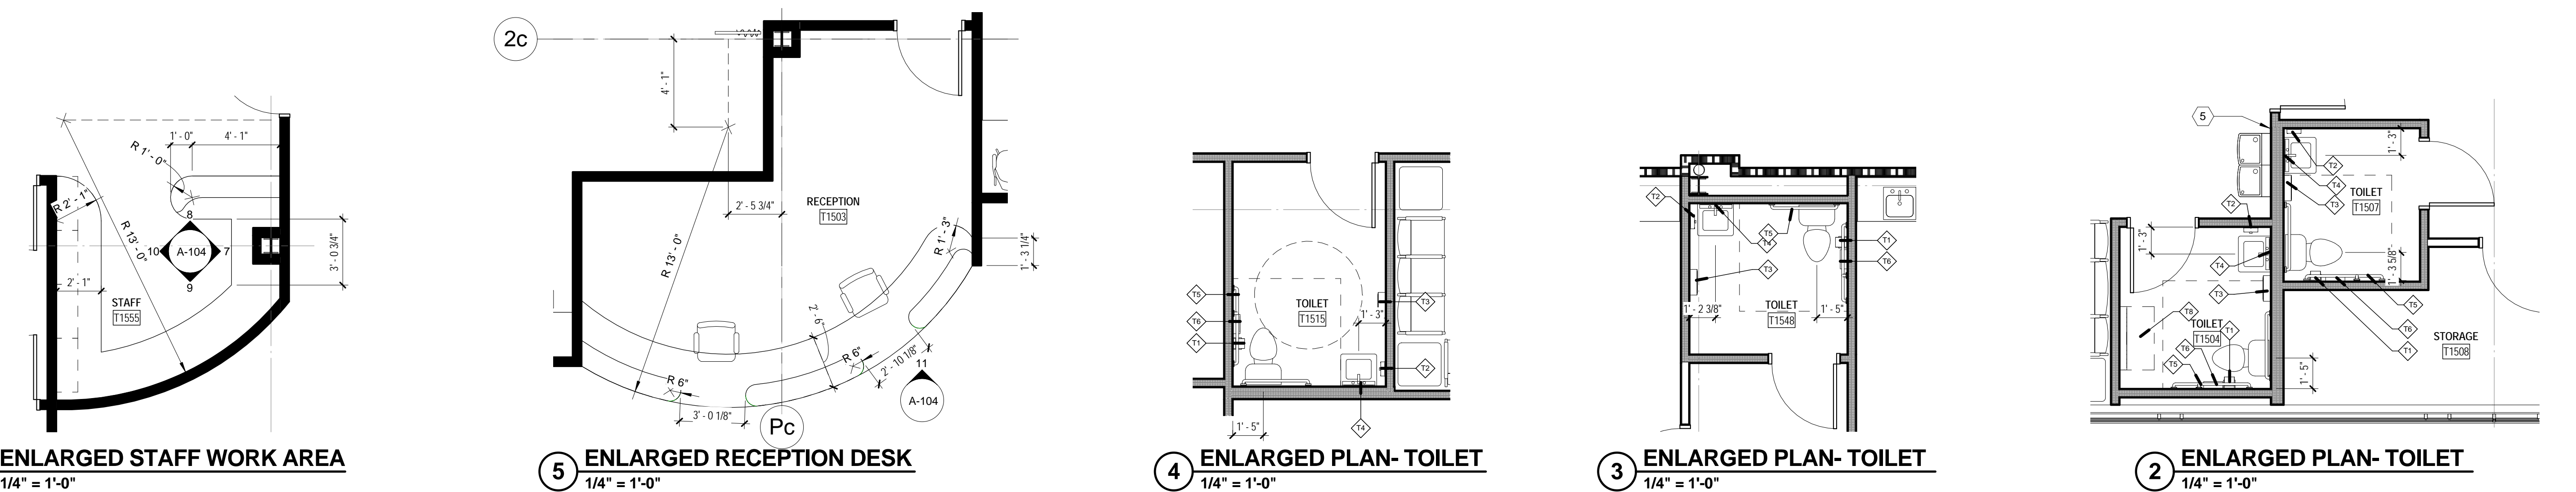 1' - 0"
4' - 1"
R 1' - 0"
R 2' - 1"
R 13' - 0"
8
10
A-104
7
9
3' - 0 3/4"
2' - 1"
STAFF
T1555
ENLARGED STAFF WORK AREA
1/4" = 1'-0"
2c
4' - 1"
RECEPTION
T1503
2' - 5 3/4"
R 13' - 0"
R 1' - 3"
1' - 3 1/4"
2' - 6"
R 6"
R 6"
2' - 10 1/8"
11
A-104
3' - 0 1/8"
Pc
5
ENLARGED RECEPTION DESK
1/4" = 1'-0"
T5
T6
T1
TOILET
T1515
T3
1' - 3"
T2
1' - 5"
T4
4
ENLARGED PLAN- TOILET
1/4" = 1'-0"
T2
T5
T4
T1
T6
T3
1' - 2 3/8"
TOILET
T1548
1' - 5"
3
ENLARGED PLAN- TOILET
1/4" = 1'-0"
5
1' - 3"
T2
T4
TOILET
T1507
T3
T2
1' - 3"
T4
1' - 3 5/8"
T3
T5
T8
TOILET
T1504
T1
T6
T5
T6
T1
STORAGE
T1508
1' - 5"
2
ENLARGED PLAN- TOILET
1/4" = 1'-0"